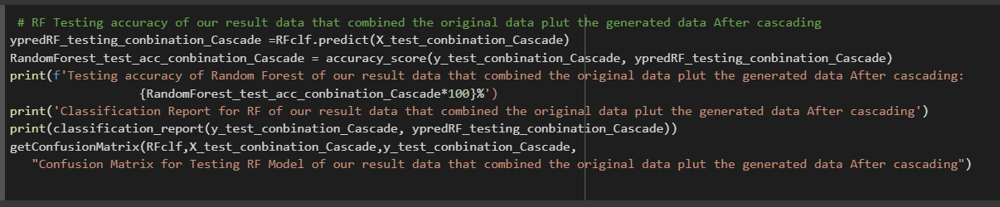 # RF Testing accuracy of our result data that combined the original data plut the generated data After cascading
ypredRF_testing_conbination_Cascade =RFclf.predict(X_test_conbination_Cascade)
RandomForest_test_acc_conbination_Cascade = accuracy_score(y_test_conbination_Cascade, ypredRF_testing_conbination_Cascade)
print(f'Testing accuracy of Random Forest of our result data that combined the original data plut the generated data After cascading:
{RandomForest_test_acc_conbination_Cascade*100}%')
print('Classification Report for RF of our result data that combined the original data plut the generated data After cascading')
print(classification_report(y_test_conbination_Cascade, ypredRF_testing_conbination_Cascade))
getConfusionMatrix(RFclf,X_test_conbination_Cascade,y_test_conbination_Cascade,
"Confusion Matrix for Testing RF Model of our result data that combined the original data plut the generated data After cascading")